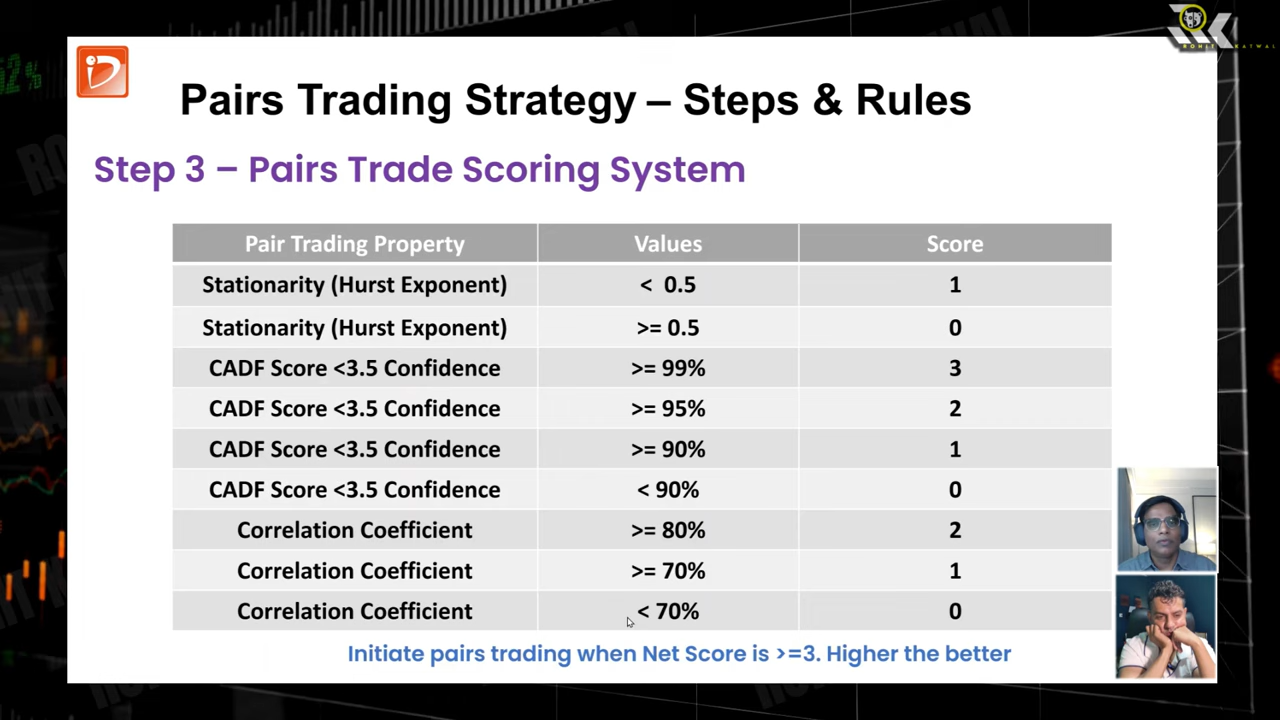 ROHIT KATWAL
Pairs Trading Strategy – Steps & Rules
Step 3 – Pairs Trade Scoring System
Pair Trading Property Values Score
Stationarity (Hurst Exponent) < 0.5 1
Stationarity (Hurst Exponent) >= 0.5 0
CADF Score <3.5 Confidence >= 99% 3
CADF Score <3.5 Confidence >= 95% 2
CADF Score <3.5 Confidence >= 90% 1
CADF Score <3.5 Confidence < 90% 0
Correlation Coefficient >= 80% 2
Correlation Coefficient >= 70% 1
Correlation Coefficient < 70% 0
Initiate pairs trading when Net Score is >=3. Higher the better